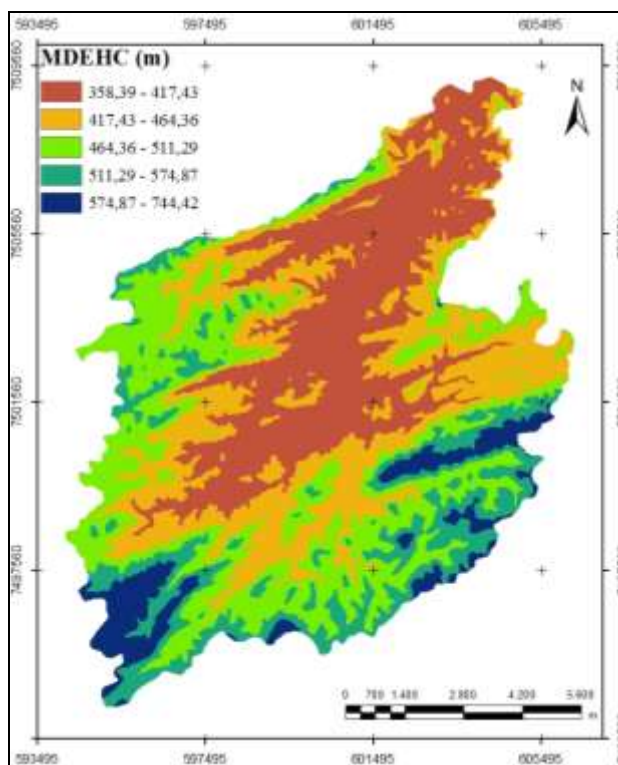 593495 597495 601495 605495
MDEHC (m)
358,39 - 417,43
417,43 - 464,36
464,36 - 511,29
511,29 - 574,87
574,87 - 744,42
N
7509560
7505560
7501560
7497560
0 700 1.400 2.800 4.200 5.600
m
593495 597495 601495 605495